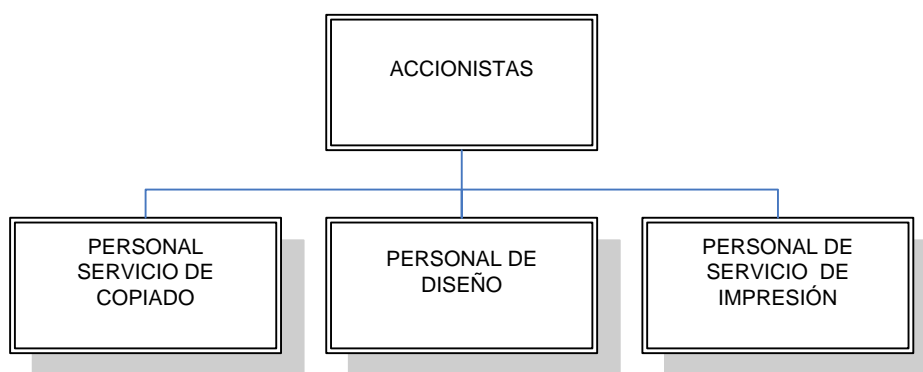 ACCIONISTAS
PERSONAL
SERVICIO DE
COPIADO
PERSONAL DE
DISEÑO
PERSONAL DE
SERVICIO DE
IMPRESIÓN